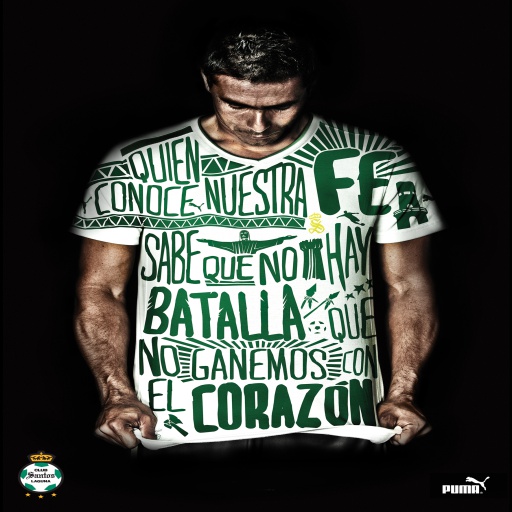 QUIEN
CONOCE NUESTRA FE
SABE QUE NO HAY
BATALLA QUE
NO GANEMOS CON
EL CORAZÓN
CLUB
Santos
LAGUNA
PUMA